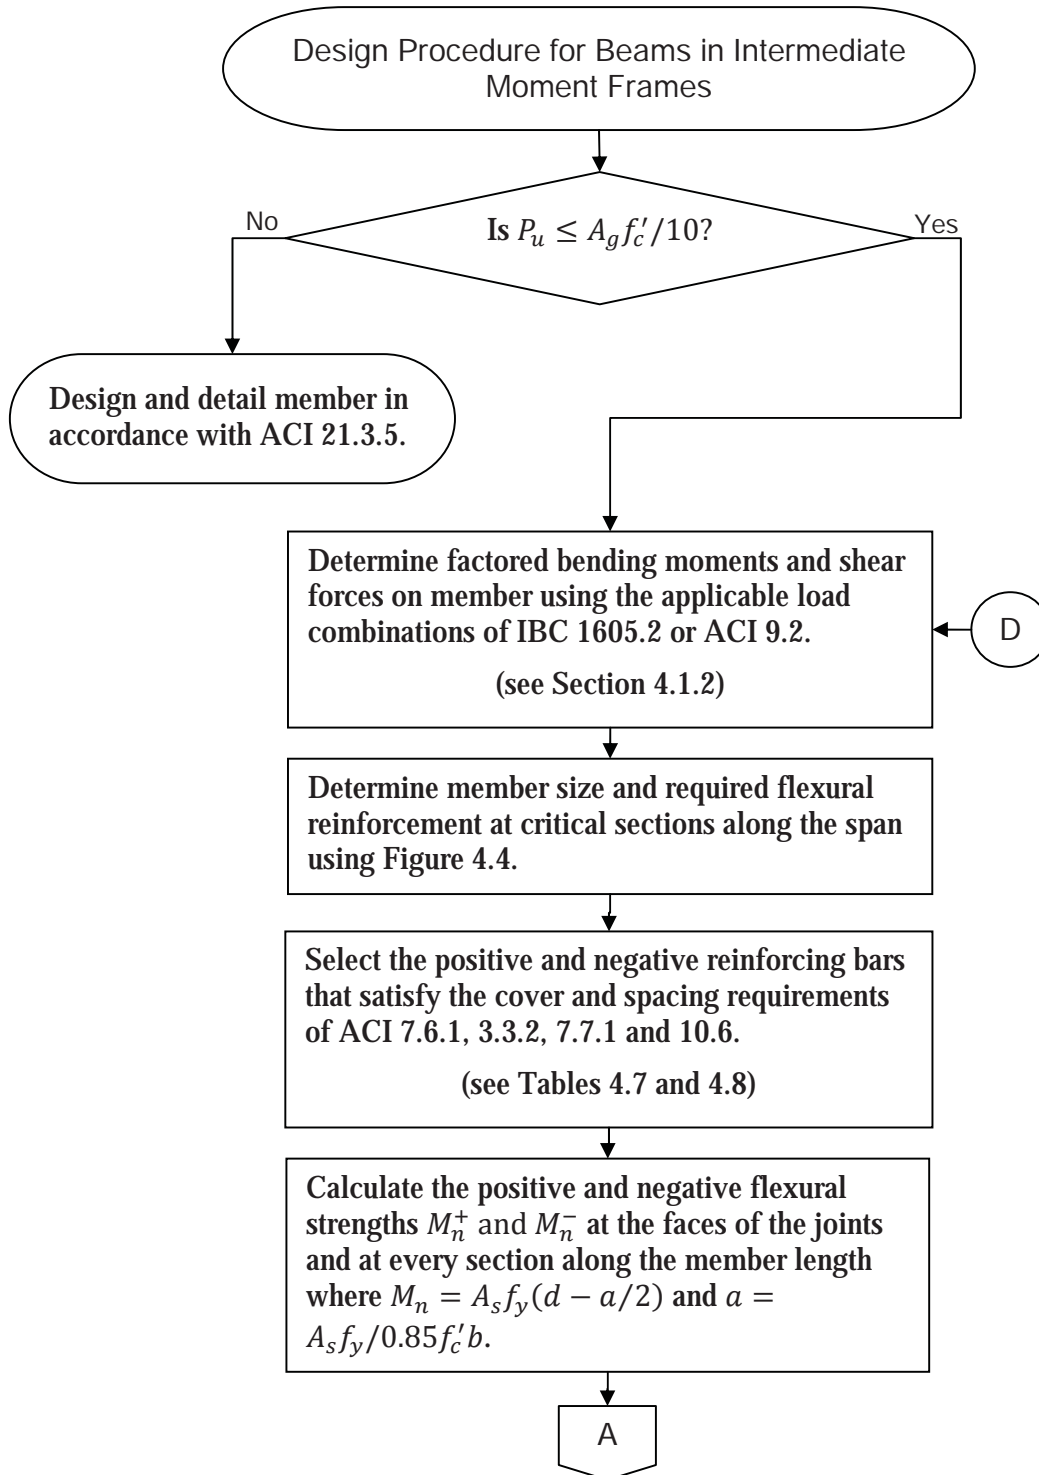 Design Procedure for Beams in Intermediate
Moment Frames
No
Is P_u ≤ A_g f_c′/10?
Yes
Design and detail member in
accordance with ACI 21.3.5.
Determine factored bending moments and shear
forces on member using the applicable load
combinations of IBC 1605.2 or ACI 9.2.
(see Section 4.1.2)
D
Determine member size and required flexural
reinforcement at critical sections along the span
using Figure 4.4.
Select the positive and negative reinforcing bars
that satisfy the cover and spacing requirements
of ACI 7.6.1, 3.3.2, 7.7.1 and 10.6.
(see Tables 4.7 and 4.8)
Calculate the positive and negative flexural
strengths M_n^+ and M_n^− at the faces of the joints
and at every section along the member length
where M_n = A_s f_y(d − a/2) and a =
A_s f_y/0.85f_c′b.
A